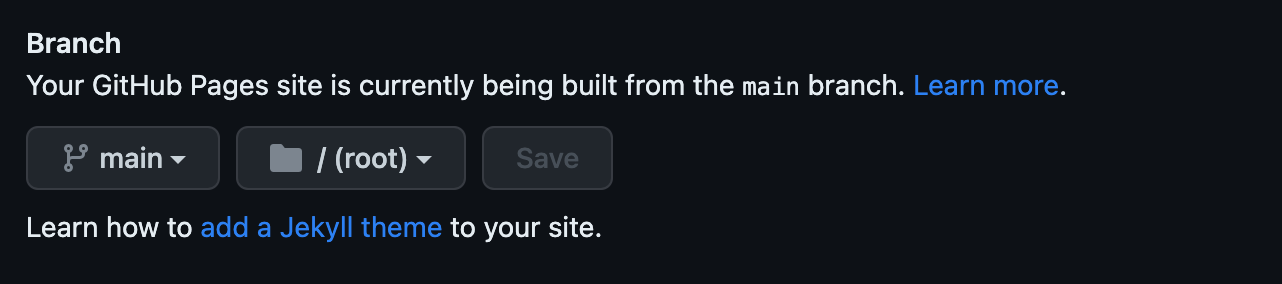 Branch
Your GitHub Pages site is currently being built from the main branch. Learn more.
main / (root) Save
Learn how to add a Jekyll theme to your site.